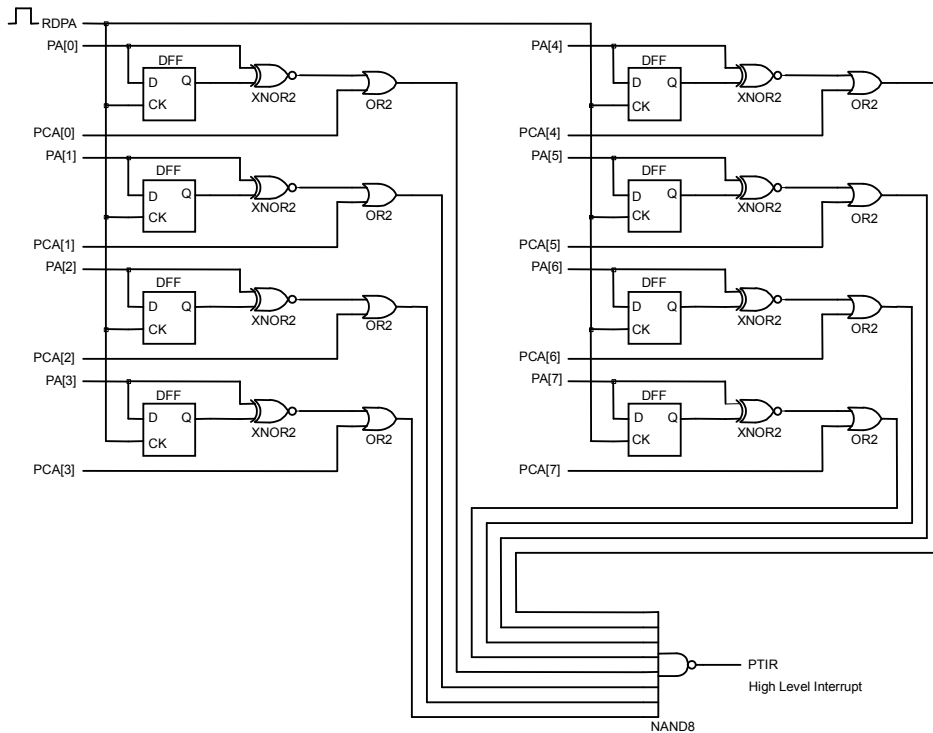 RDPA
PA[0]
DFF
D Q
CK
XNOR2
OR2
PCA[0]
PA[1]
DFF
D Q
CK
XNOR2
OR2
PCA[1]
PA[2]
DFF
D Q
CK
XNOR2
OR2
PCA[2]
PA[3]
DFF
D Q
CK
XNOR2
OR2
PCA[3]
PA[4]
DFF
D Q
CK
XNOR2
OR2
PCA[4]
PA[5]
DFF
D Q
CK
XNOR2
OR2
PCA[5]
PA[6]
DFF
D Q
CK
XNOR2
OR2
PCA[6]
PA[7]
DFF
D Q
CK
XNOR2
OR2
PCA[7]
PTIR
High Level Interrupt
NAND8